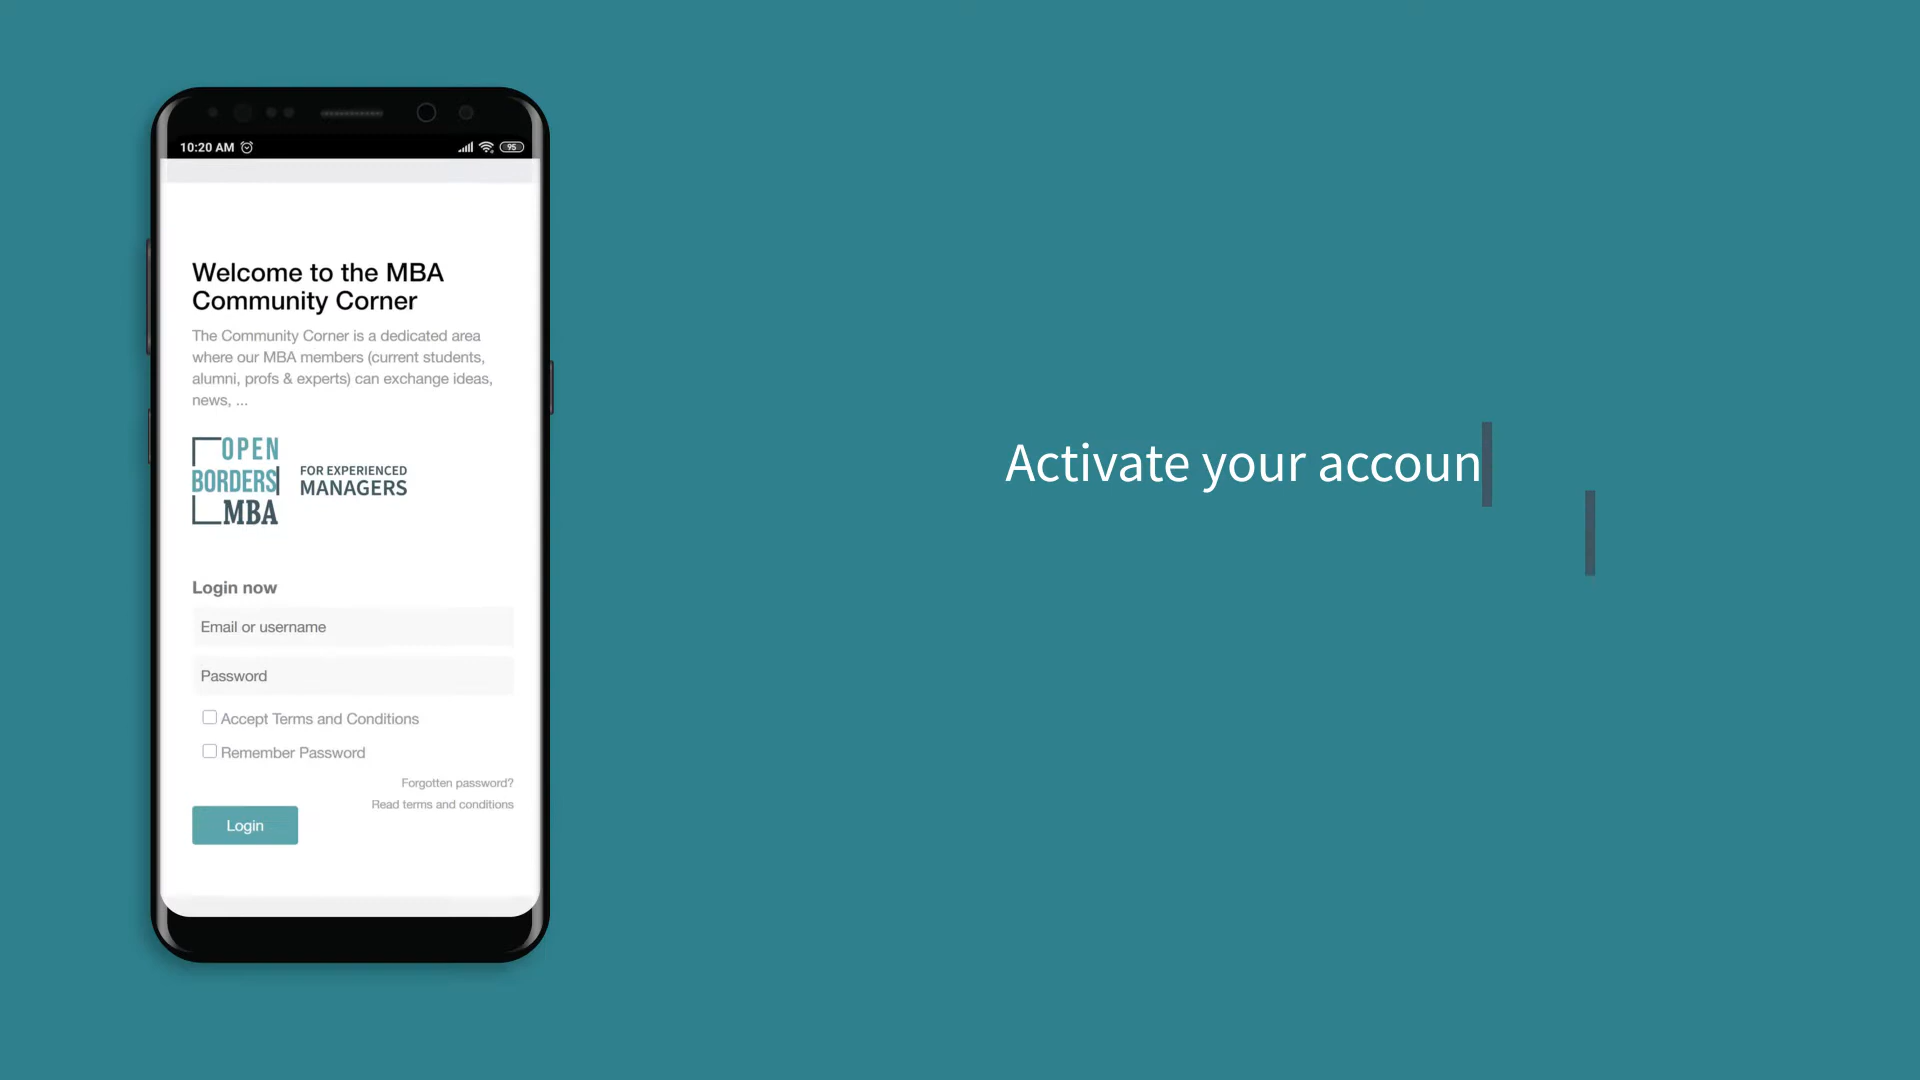 10:20 AM
95
Welcome to the MBA
Community Corner
The Community Corner is a dedicated area
where our MBA members (current students,
alumni, profs & experts) can exchange ideas,
news, ...
OPEN
BORDERS
MBA
FOR EXPERIENCED
MANAGERS
Login now
Email or username
Password
Accept Terms and Conditions
Remember Password
Forgotten password?
Read terms and conditions
Login
Activate your accoun